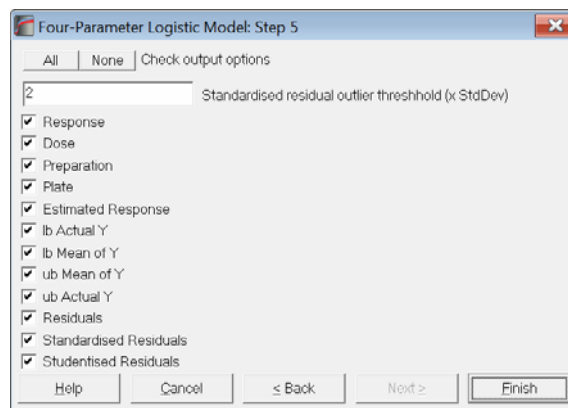 Four-Parameter Logistic Model: Step 5
All None Check output options
2 Standardised residual outlier threshhold (x StdDev)
Response
Dose
Preparation
Plate
Estimated Response
lb Actual Y
lb Mean of Y
ub Mean of Y
ub Actual Y
Residuals
Standardised Residuals
Studentised Residuals
Help Cancel < Back Next > Finish